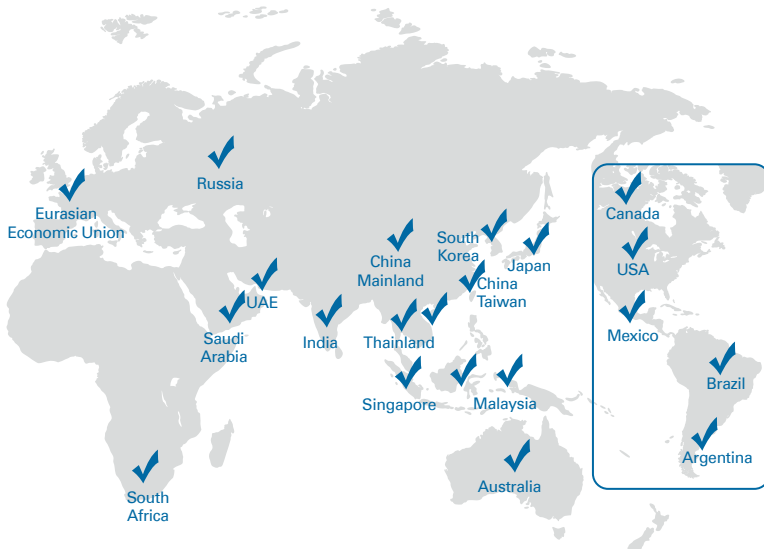 Russia
Eurasian
Economic Union
Canada
South
Korea
China
Mainland
Japan
USA
China
Taiwan
UAE
Saudi
Arabia
India
Thainland
Mexico
Singapore
Malaysia
Brazil
Argentina
Australia
South
Africa